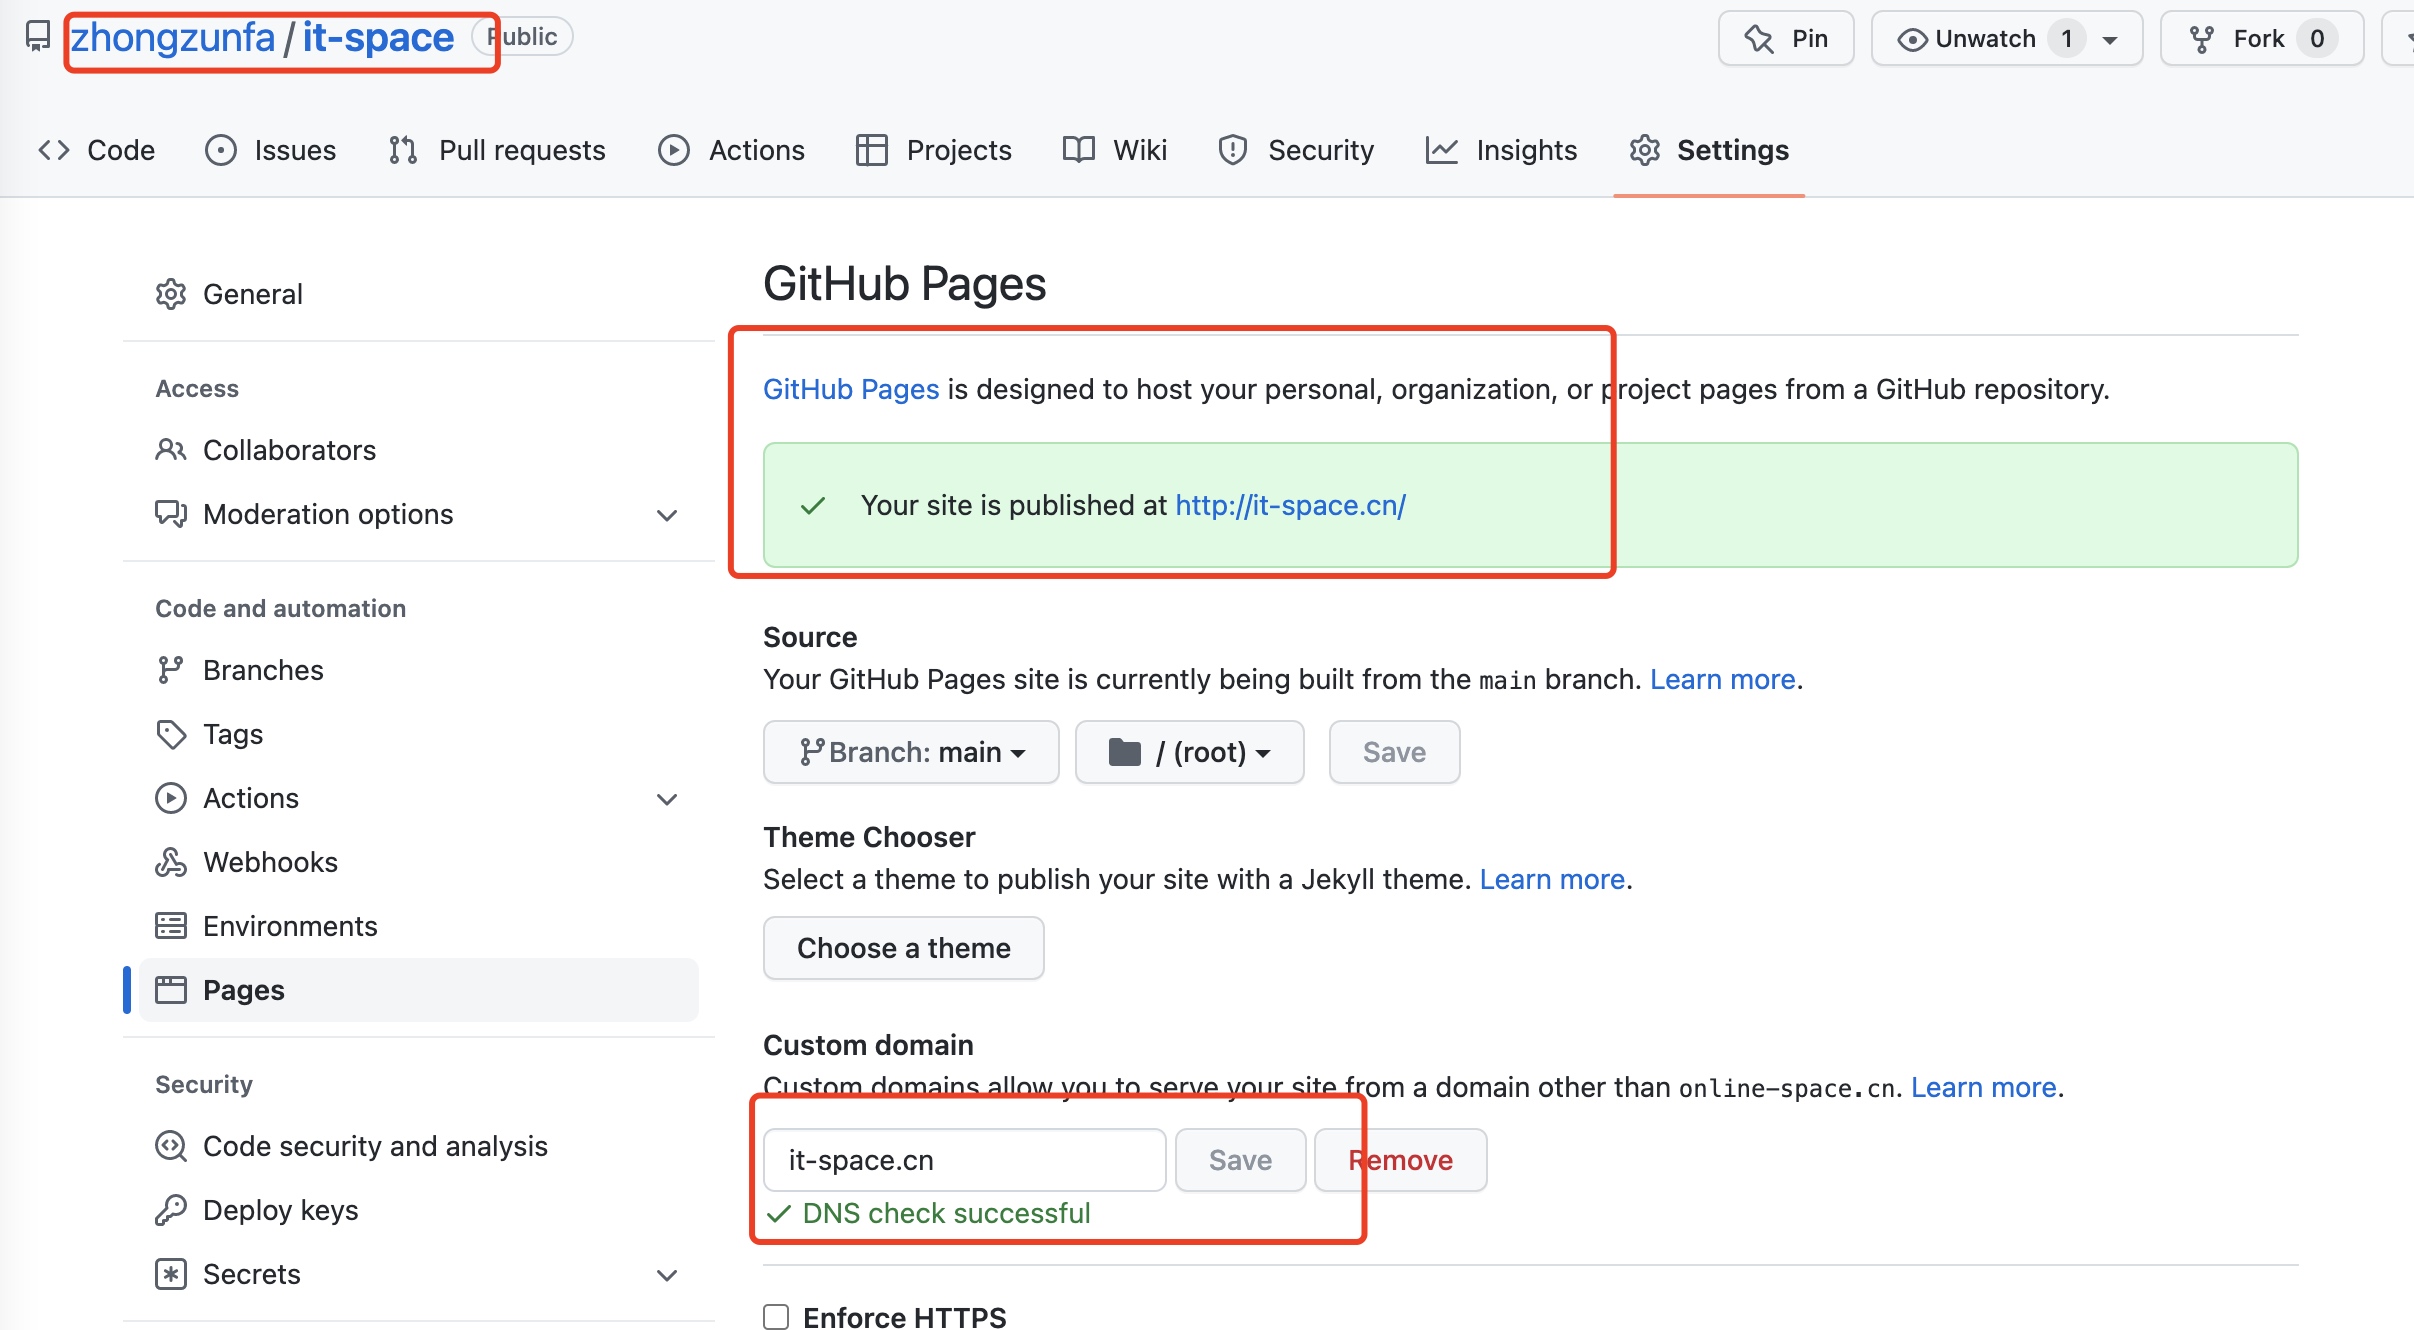 zhongzunfa / it-space Public Pin Unwatch 1 Fork 0
Code Issues Pull requests Actions Projects Wiki Security Insights Settings
General
Access
Collaborators
Moderation options
Code and automation
Branches
Tags
Actions
Webhooks
Environments
Pages
Security
Code security and analysis
Deploy keys
Secrets
GitHub Pages
GitHub Pages is designed to host your personal, organization, or project pages from a GitHub repository.
Your site is published at http://it-space.cn/
Source
Your GitHub Pages site is currently being built from the main branch. Learn more.
Branch: main / (root) Save
Theme Chooser
Select a theme to publish your site with a Jekyll theme. Learn more.
Choose a theme
Custom domain
Custom domains allow you to serve your site from a domain other than online-space.cn. Learn more.
it-space.cn Save Remove
DNS check successful
Enforce HTTPS